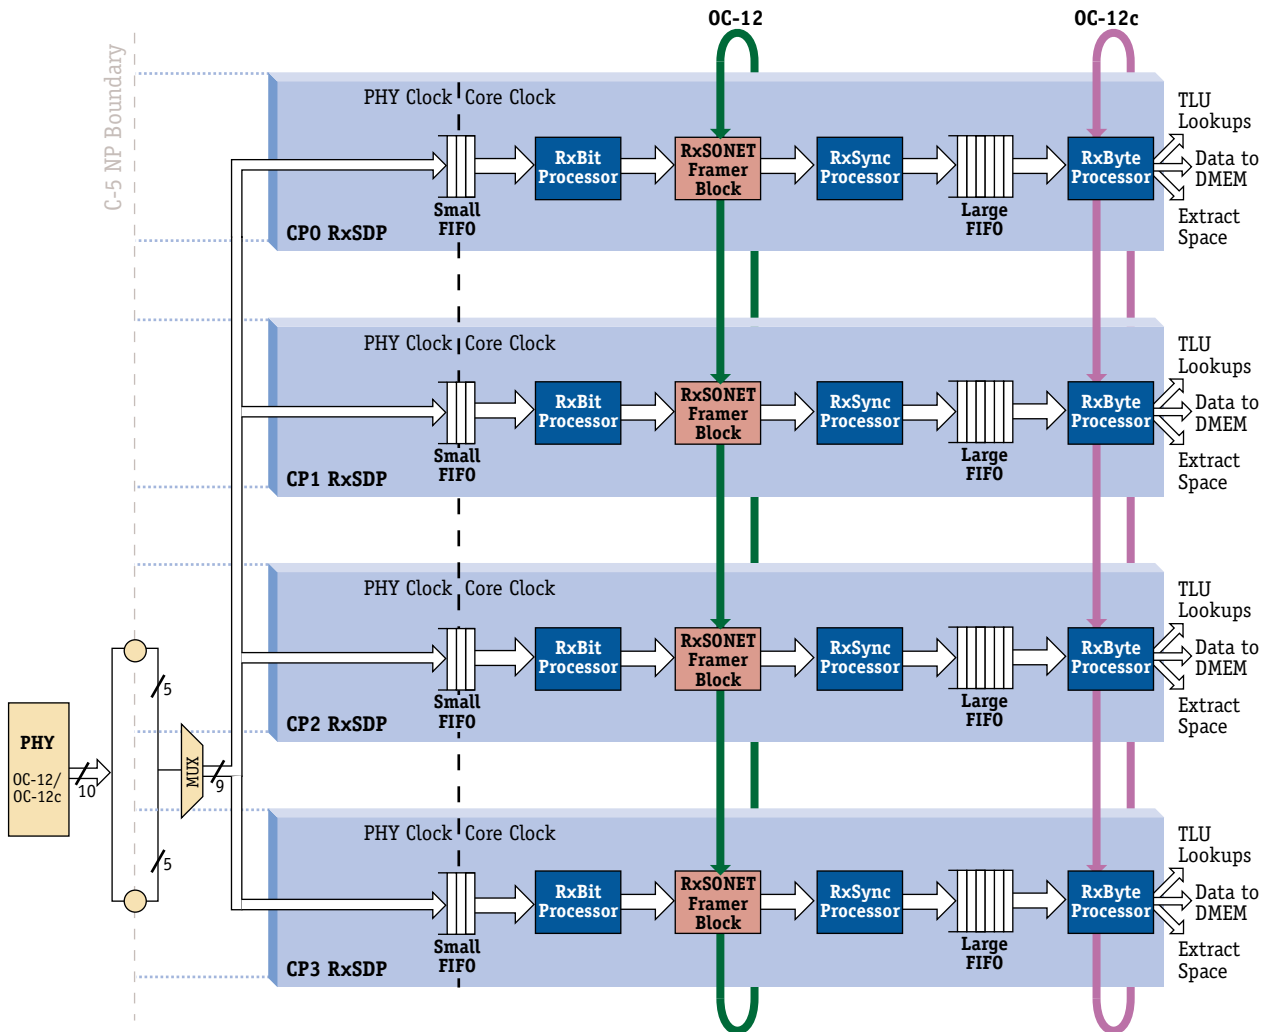 OC-12
OC-12c
C-5 NP Boundary
PHY Clock
Core Clock
Small
FIFO
RxBit
Processor
RxSONET
Framer
Block
RxSync
Processor
Large
FIFO
RxByte
Processor
TLU
Lookups
Data to
DMEM
Extract
Space
CP0 RxSDP
PHY Clock
Core Clock
Small
FIFO
RxBit
Processor
RxSONET
Framer
Block
RxSync
Processor
Large
FIFO
RxByte
Processor
TLU
Lookups
Data to
DMEM
Extract
Space
CP1 RxSDP
PHY Clock
Core Clock
Small
FIFO
RxBit
Processor
RxSONET
Framer
Block
RxSync
Processor
Large
FIFO
RxByte
Processor
TLU
Lookups
Data to
DMEM
Extract
Space
CP2 RxSDP
PHY
OC-12/
OC-12c
10
5
5
MUX
9
PHY Clock
Core Clock
Small
FIFO
RxBit
Processor
RxSONET
Framer
Block
RxSync
Processor
Large
FIFO
RxByte
Processor
TLU
Lookups
Data to
DMEM
Extract
Space
CP3 RxSDP